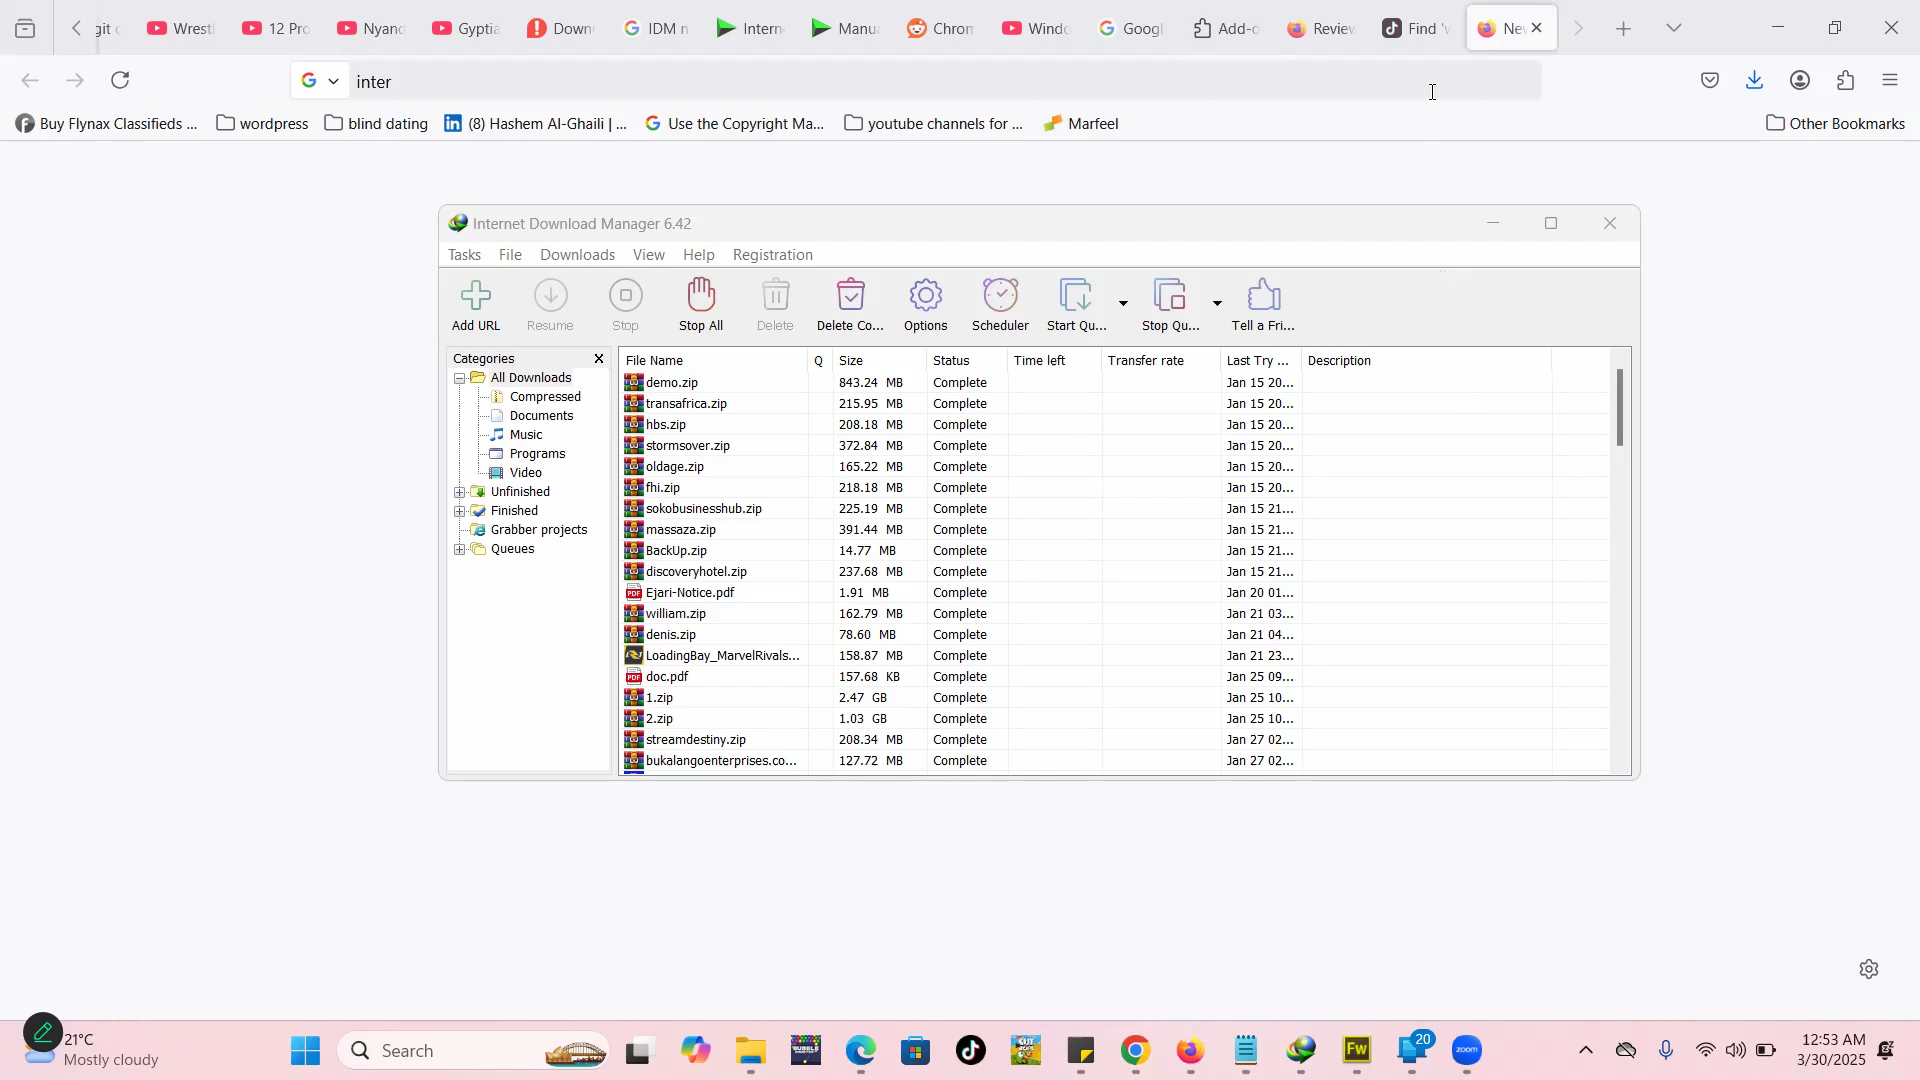 git c
Wrest
12 Pro
Nyand
Gyptia
Down
IDM n
Intern
Manu
Chrom
Windo
Googl
Add-o
Review
Find 'v
Ne
inter
Buy Flynax Classifieds ...
wordpress
blind dating
(8) Hashem Al-Ghaili | ...
Use the Copyright Ma...
youtube channels for ...
Marfeel
Other Bookmarks
Internet Download Manager 6.42
Tasks File Downloads View Help Registration
Add URL Resume Stop Stop All Delete Delete Co... Options Scheduler Start Qu... Stop Qu... Tell a Fri...
Categories
All Downloads
Compressed
Documents
Music
Programs
Video
Unfinished
Finished
Grabber projects
Queues
File Name Q Size Status Time left Transfer rate Last Try ... Description
demo.zip 843.24 MB Complete Jan 15 20...
transafrica.zip 215.95 MB Complete Jan 15 20...
hbs.zip 208.18 MB Complete Jan 15 20...
stormsover.zip 372.84 MB Complete Jan 15 20...
oldage.zip 165.22 MB Complete Jan 15 20...
fhi.zip 218.18 MB Complete Jan 15 20...
sokobusinesshub.zip 225.19 MB Complete Jan 15 21...
massaza.zip 391.44 MB Complete Jan 15 21...
BackUp.zip 14.77 MB Complete Jan 15 21...
discoveryhotel.zip 237.68 MB Complete Jan 15 21...
Ejari-Notice.pdf 1.91 MB Complete Jan 20 01...
william.zip 162.79 MB Complete Jan 21 03...
denis.zip 78.60 MB Complete Jan 21 04...
LoadingBay_MarvelRivals... 158.87 MB Complete Jan 21 23...
doc.pdf 157.68 KB Complete Jan 25 09...
1.zip 2.47 GB Complete Jan 25 10...
2.zip 1.03 GB Complete Jan 25 10...
streamdestiny.zip 208.34 MB Complete Jan 27 02...
bukalangoenterprises.co... 127.72 MB Complete Jan 27 02...
21°C
Mostly cloudy
Search
Fw
20
zoom
12:53 AM
3/30/2025